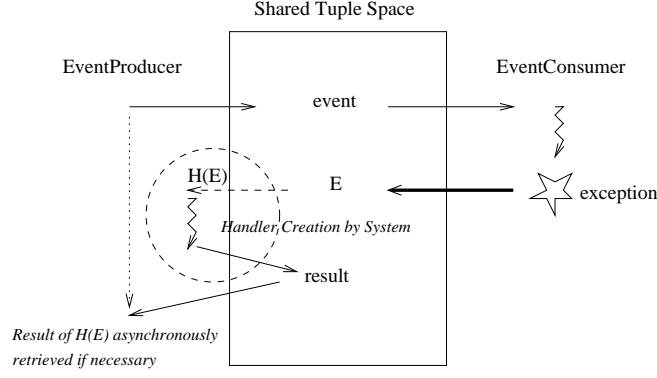 Shared Tuple Space
EventProducer
EventConsumer
event
H(E)
E
exception
Handler Creation by System
result
Result of H(E) asynchronously
retrieved if necessary